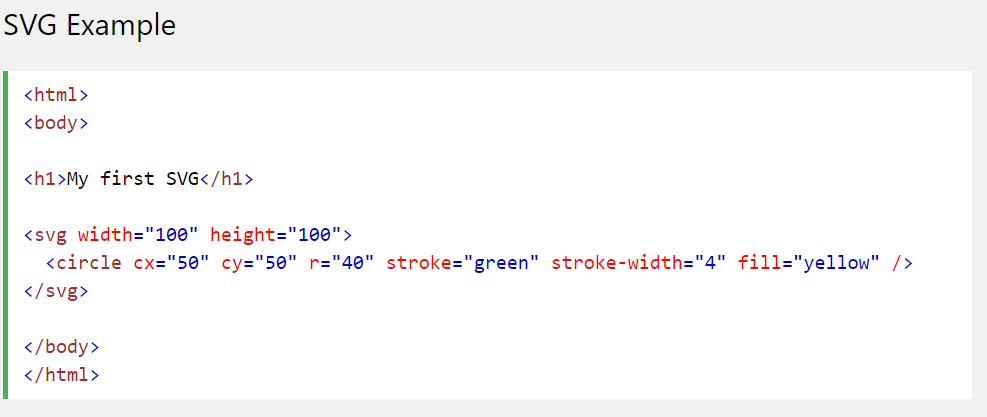 SVG Example
<html>
<body>
<h1>My first SVG</h1>
<svg width="100" height="100">
<circle cx="50" cy="50" r="40" stroke="green" stroke-width="4" fill="yellow" />
</svg>
</body>
</html>